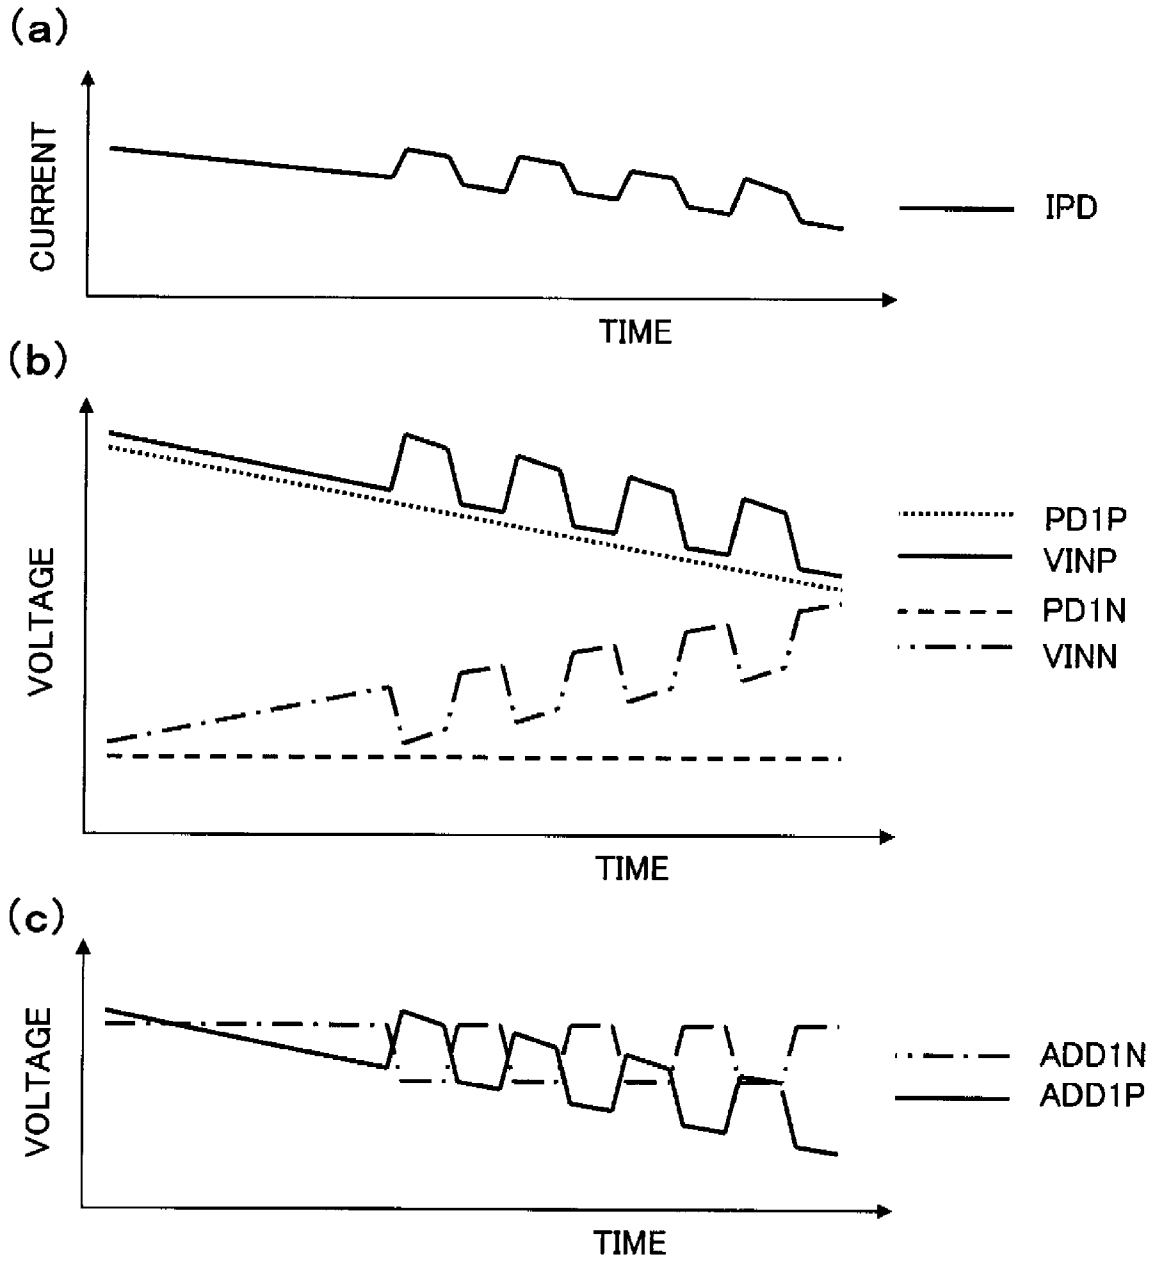 (a)
CURRENT
IPD
TIME
(b)
VOLTAGE
PD1P
VINP
PD1N
VINN
TIME
(c)
VOLTAGE
ADD1N
ADD1P
TIME